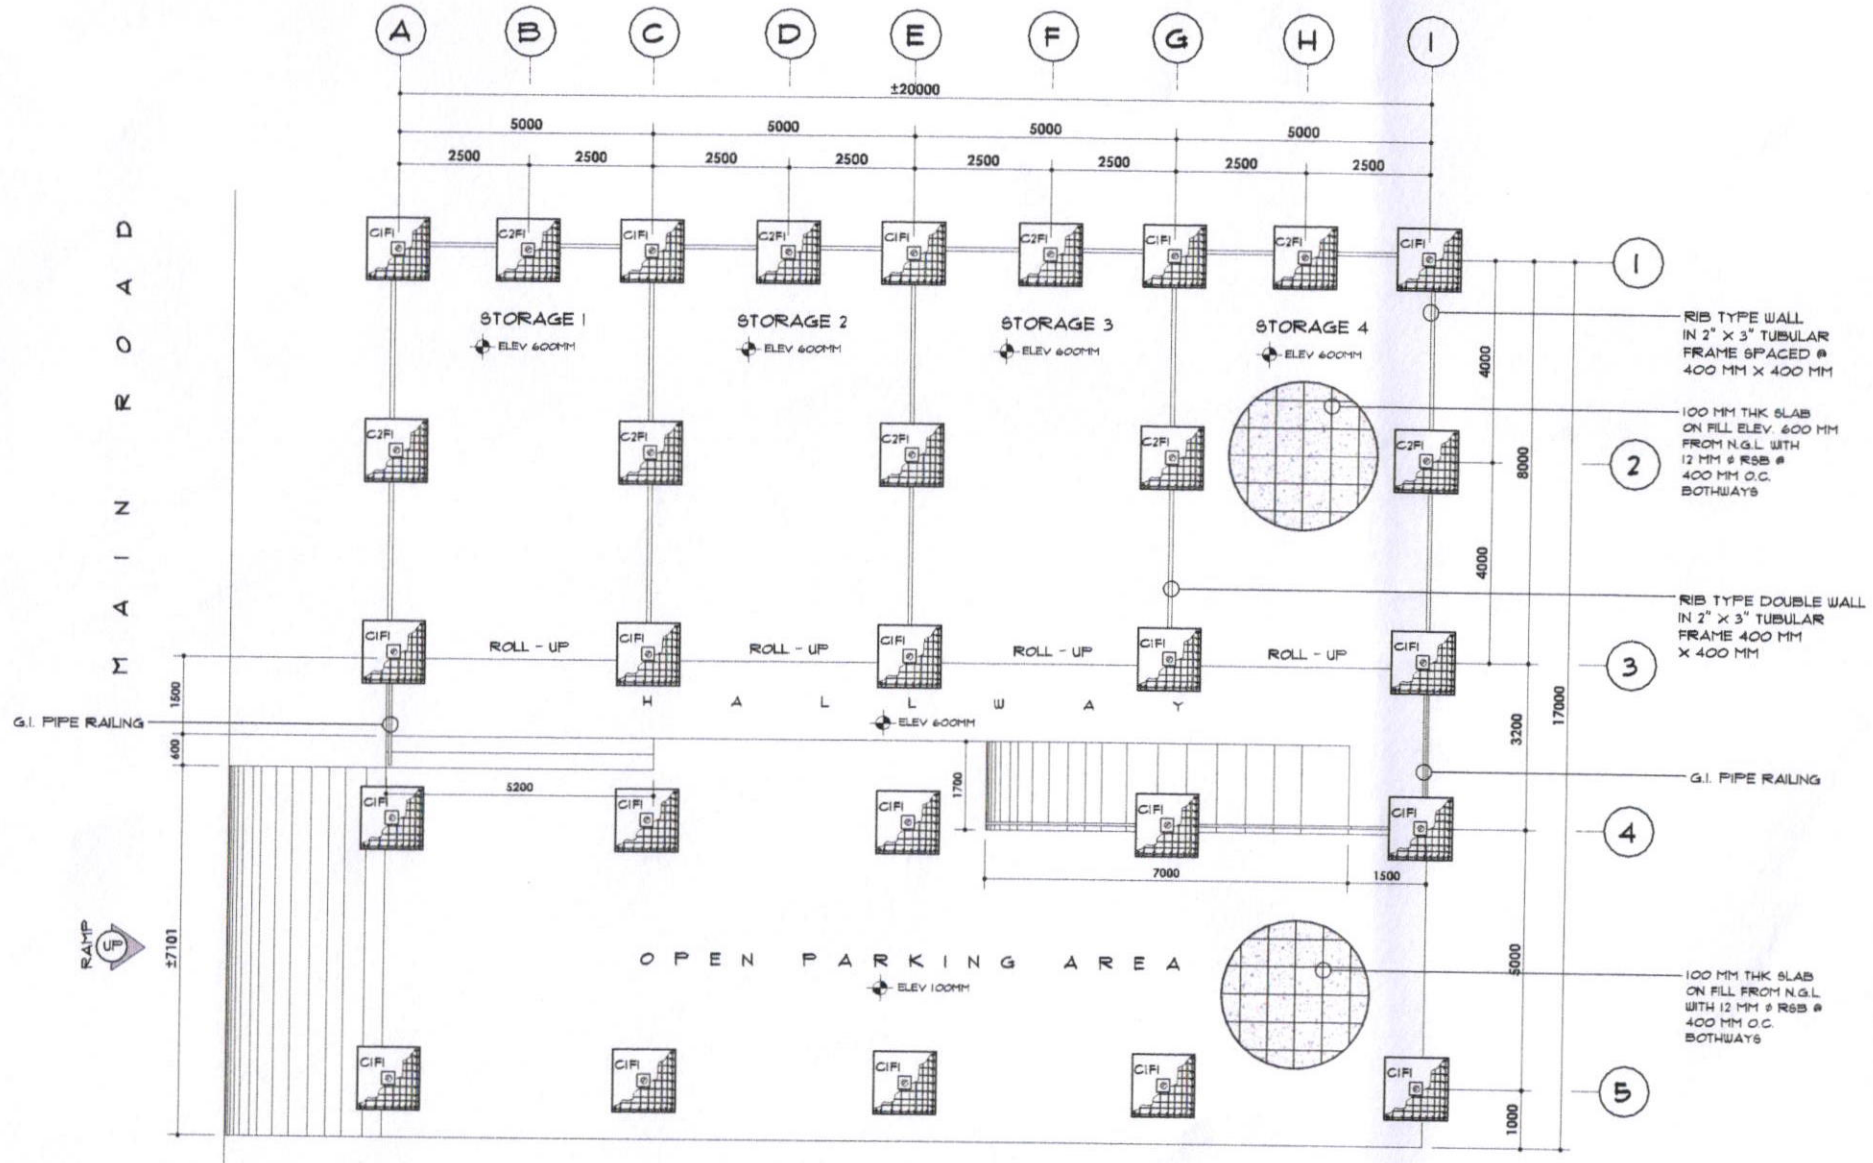 A B C D E F G H I
±20000
5000 5000 5000 5000
2500 2500 2500 2500 2500 2500 2500 2500
C1F1 C2F1 C1F1 C2F1 C1F1 C2F1 C1F1 C2F1 C1F1
1
STORAGE 1
ELEV 600MM
STORAGE 2
ELEV 600MM
STORAGE 3
ELEV 600MM
STORAGE 4
ELEV 600MM
MAIN ROAD
4000
8000
RIB TYPE WALL
IN 2" X 3" TUBULAR
FRAME SPACED @
400 MM X 400 MM
100 MM THK SLAB
ON FILL ELEV. 600 MM
FROM N.G.L WITH
12 MM ø RSB @
400 MM O.C.
BOTHWAYS
C2F1 C2F1 C2F1 C2F1 C2F1
2
4000
RIB TYPE DOUBLE WALL
IN 2" X 3" TUBULAR
FRAME 400 MM
X 400 MM
C1F1 C1F1 C1F1 C1F1 C1F1
ROLL - UP ROLL - UP ROLL - UP ROLL - UP
3
17000
1500
HALLWAY
ELEV 600MM
G.I. PIPE RAILING
600
3200
1700
G.I. PIPE RAILING
5200
C1F1 C1F1 C1F1 C1F1 C1F1
4
7000 1500
RAMP
UP
±7101
OPEN PARKING AREA
ELEV 100MM
5000
100 MM THK SLAB
ON FILL FROM N.G.L
WITH 12 MM ø RSB @
400 MM O.C.
BOTHWAYS
C1F1 C1F1 C1F1 C1F1 C1F1
5
1000